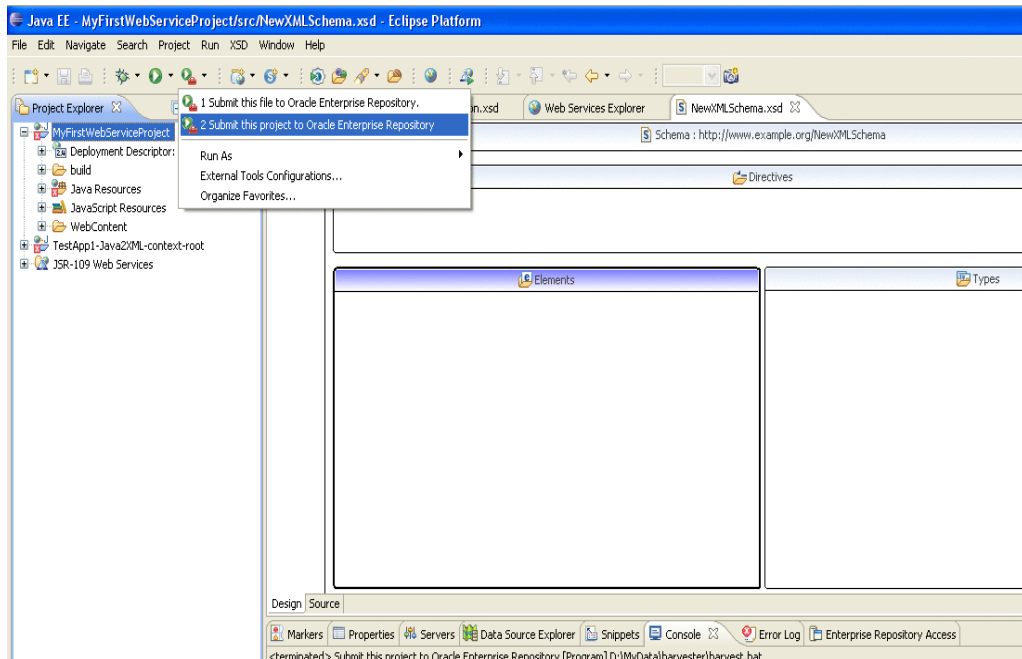 Java EE - MyFirstWebServiceProject/src/NewXMLSchema.xsd - Eclipse Platform
File Edit Navigate Search Project Run XSD Window Help
Project Explorer
1 Submit this file to Oracle Enterprise Repository.
2 Submit this project to Oracle Enterprise Repository
Run As
External Tools Configurations...
Organize Favorites...
n.xsd
Web Services Explorer
NewXMLSchema.xsd
MyFirstWebServiceProject
Deployment Descriptor:
build
Java Resources
JavaScript Resources
WebContent
TestApp1-Java2XML-context-root
JSR-109 Web Services
Schema : http://www.example.org/NewXMLSchema
Directives
Elements
Types
Design Source
Markers Properties Servers Data Source Explorer Snippets Console Error Log Enterprise Repository Access
<terminated> Submit this project to Oracle Enterprise Repository [Program] D:\MyData\harvester\harvest.bat